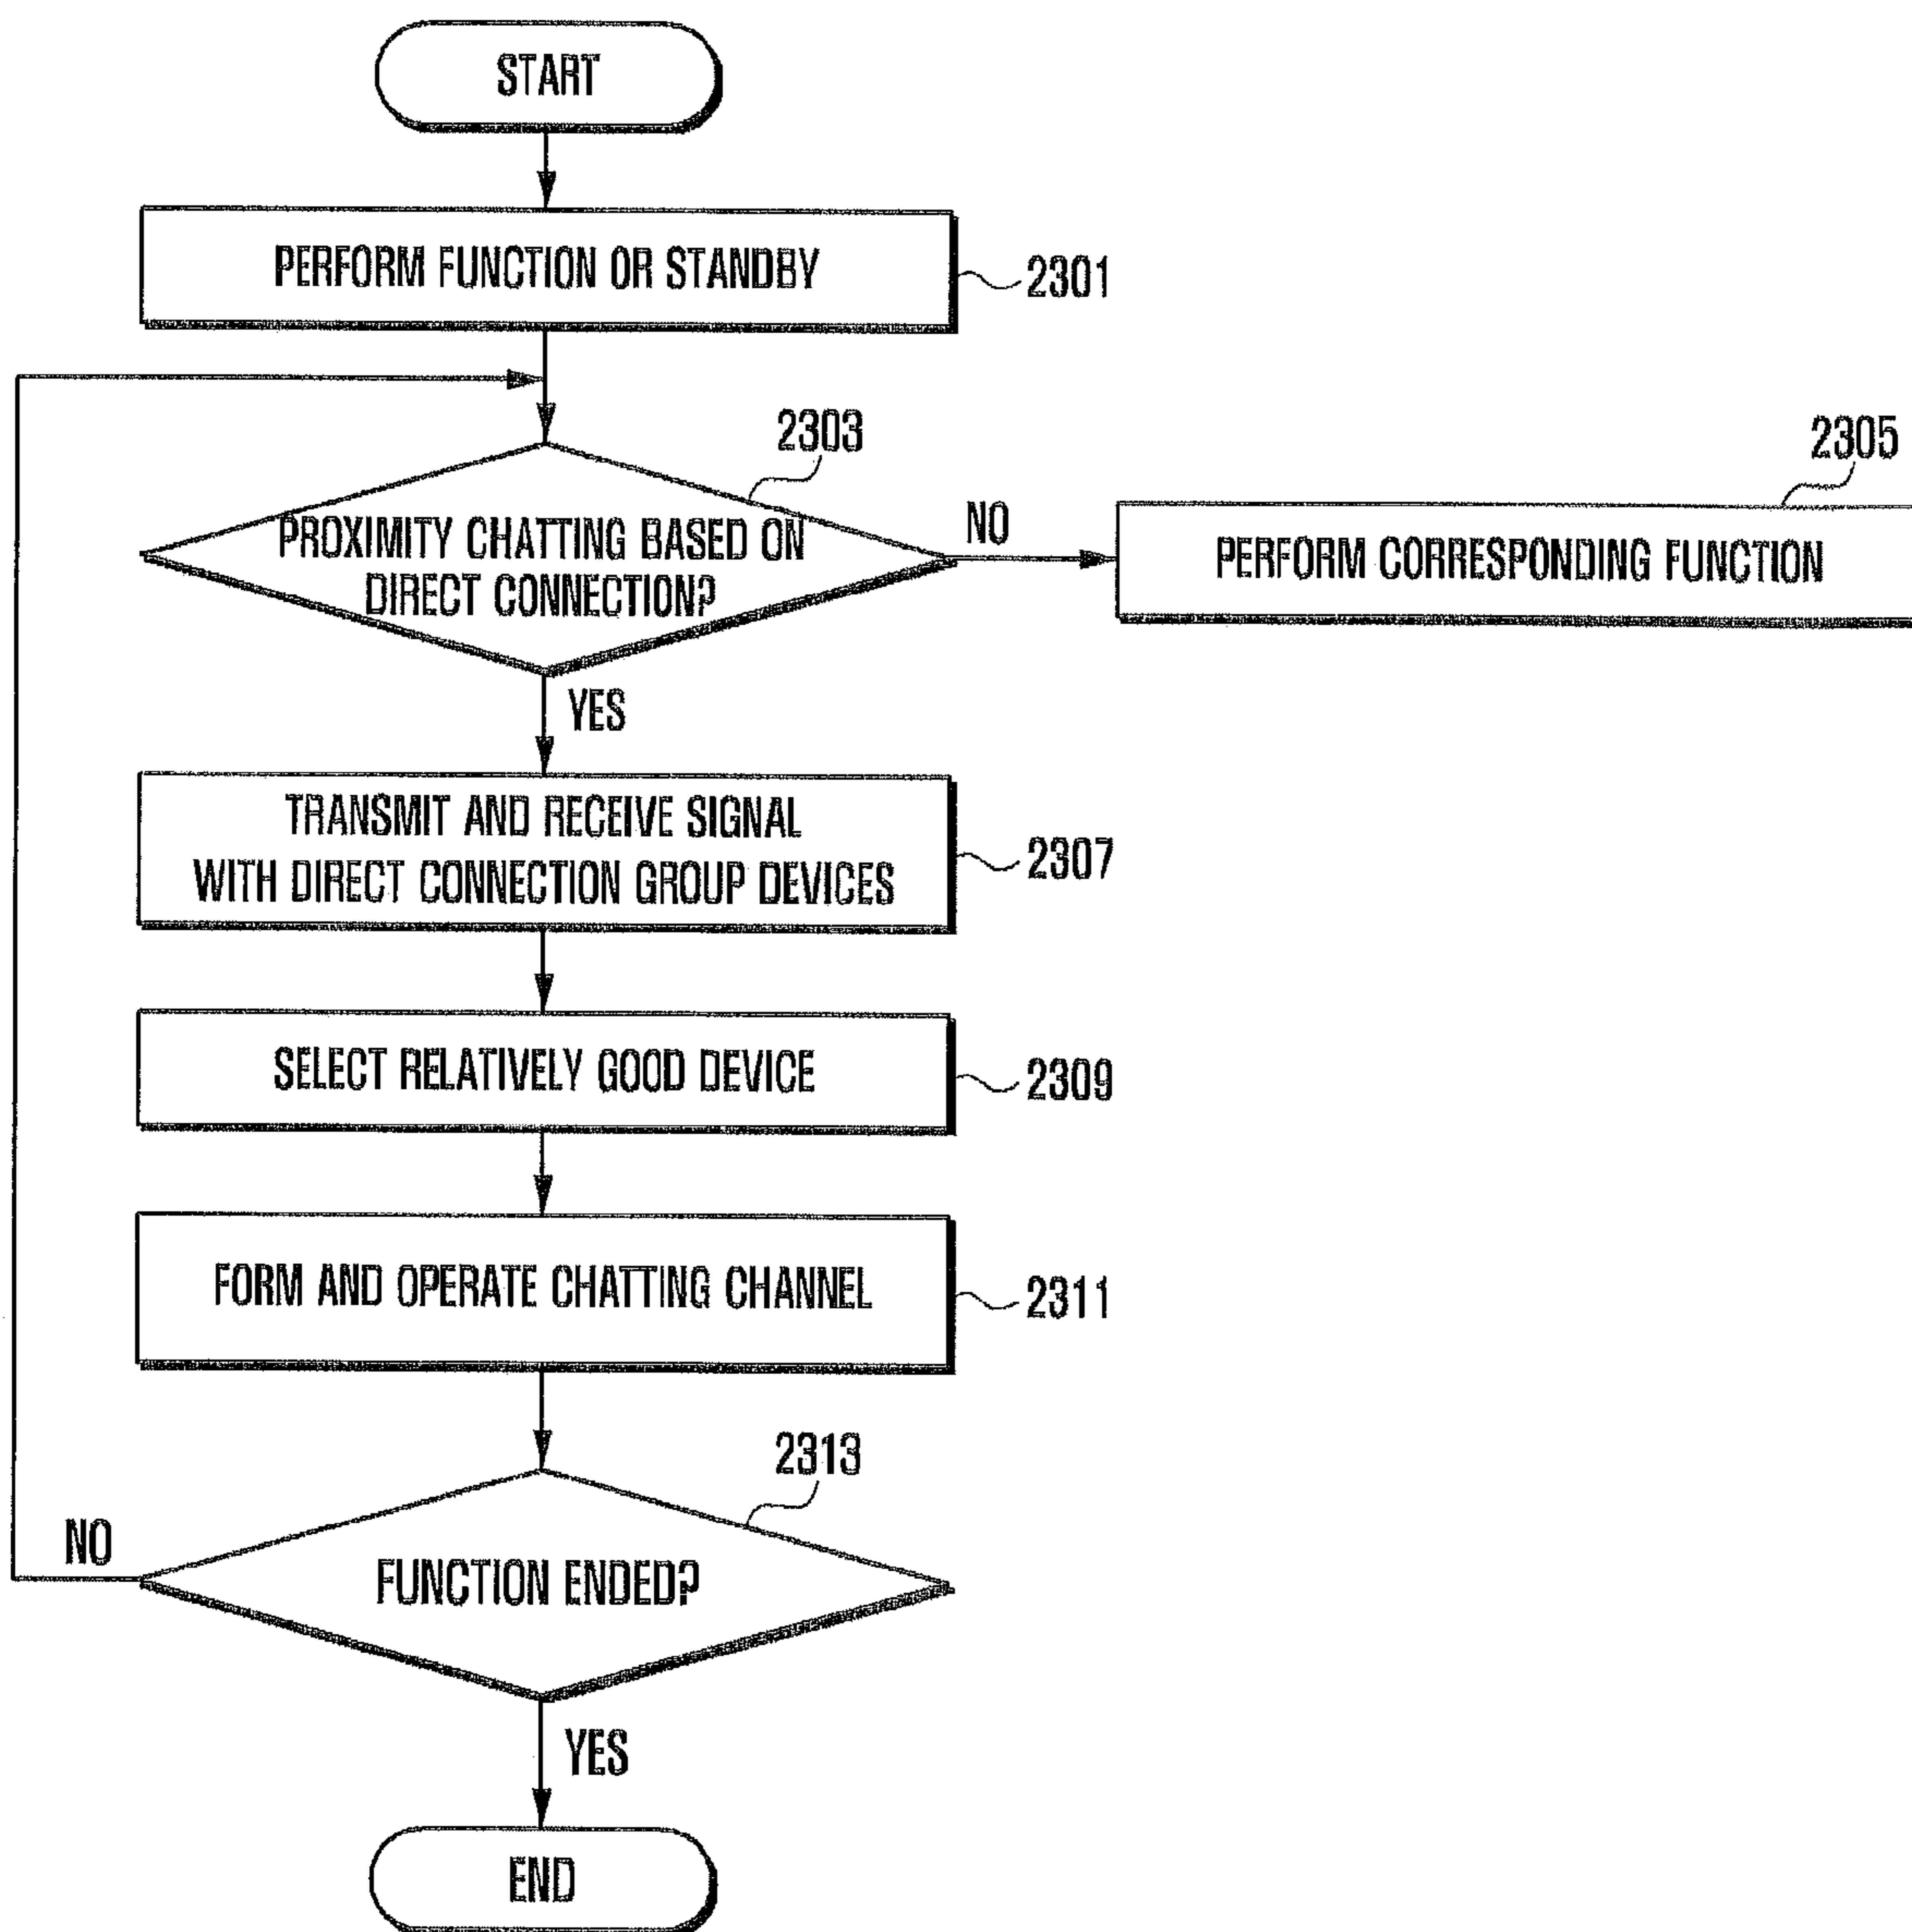 START
PERFORM FUNCTION OR STANDBY
2301
2303
PROXIMITY CHATTING BASED ON
DIRECT CONNECTION?
NO
2305
PERFORM CORRESPONDING FUNCTION
YES
TRANSMIT AND RECEIVE SIGNAL
WITH DIRECT CONNECTION GROUP DEVICES
2307
SELECT RELATIVELY GOOD DEVICE
2309
FORM AND OPERATE CHATTING CHANNEL
2311
2313
NO
FUNCTION ENDED?
YES
END